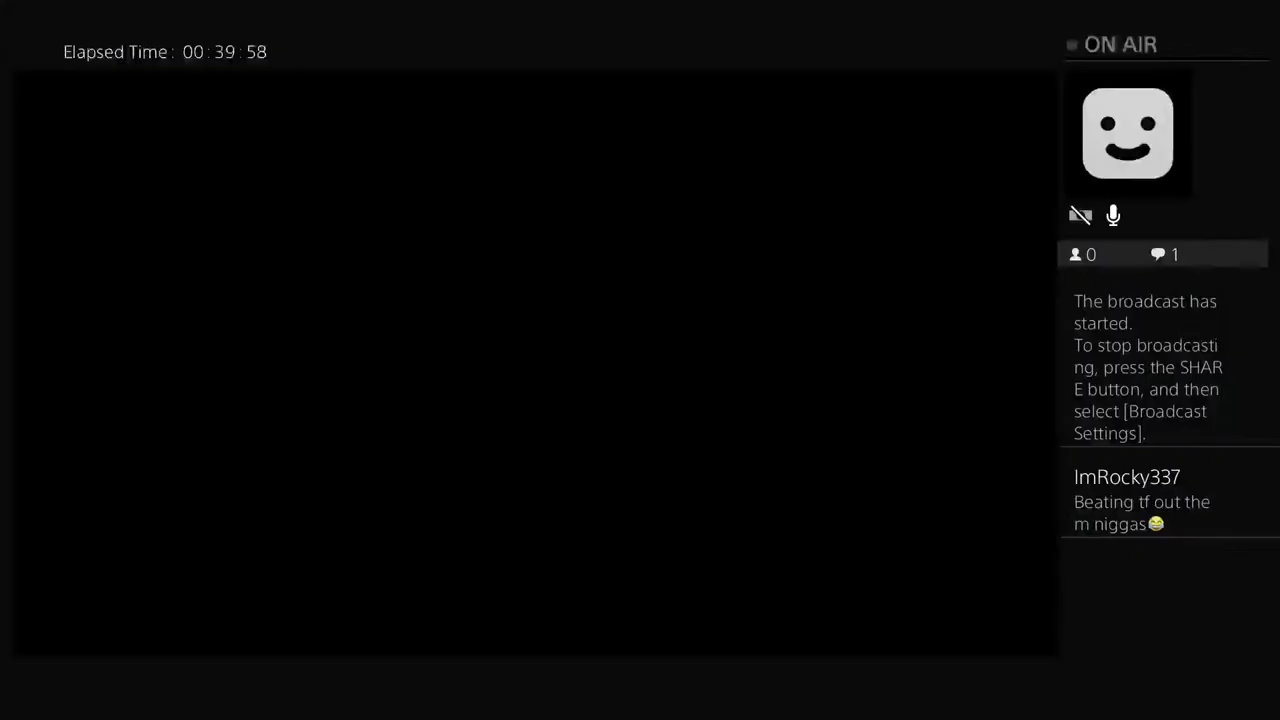 Elapsed Time: 00:39:58
ON AIR
0 1
The broadcast has
started.
To stop broadcasti
ng, press the SHAR
E button, and then
select [Broadcast
Settings].
ImRocky337
Beating tf out the
m niggas😂